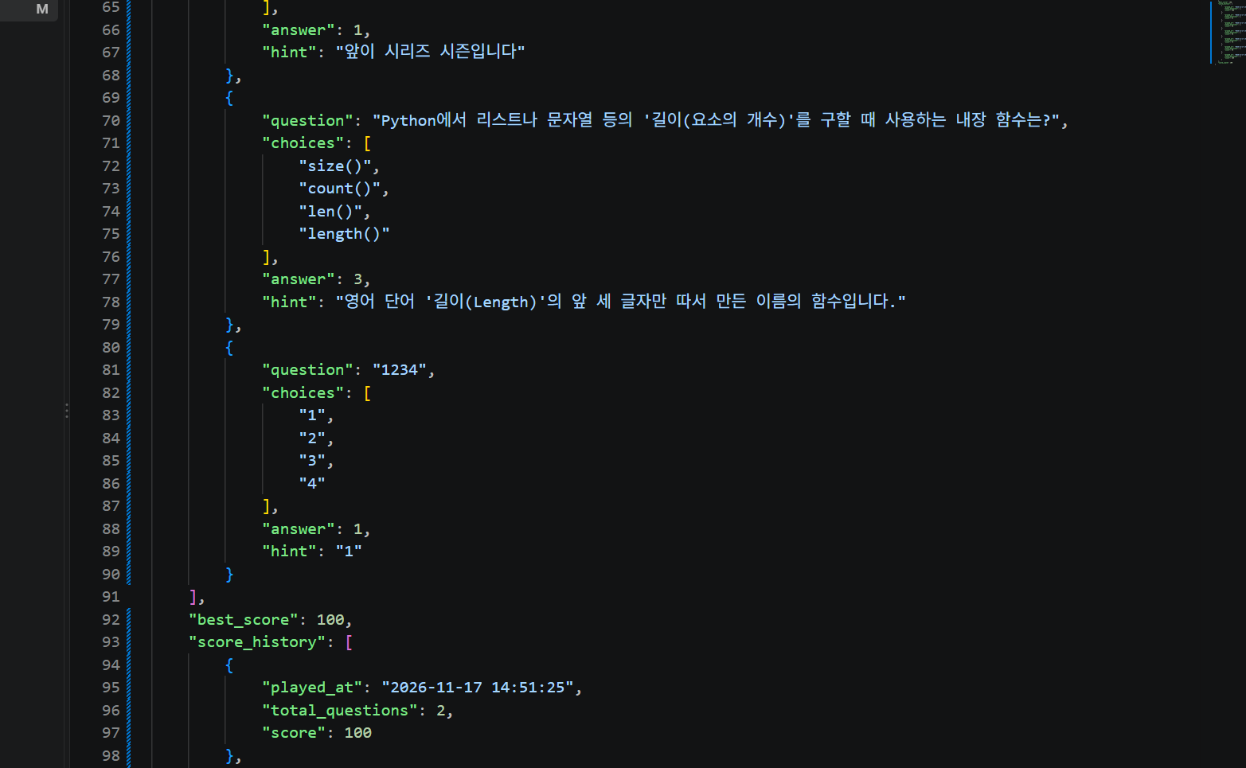 M
65 ],
66 "answer": 1,
67 "hint": "앞이 시리즈 시즌입니다"
68 },
69 {
70 "question": "Python에서 리스트나 문자열 등의 '길이(요소의 개수)'를 구할 때 사용하는 내장 함수는?",
71 "choices": [
72 "size()",
73 "count()",
74 "len()",
75 "length()"
76 ],
77 "answer": 3,
78 "hint": "영어 단어 '길이(Length)'의 앞 세 글자만 따서 만든 이름의 함수입니다."
79 },
80 {
81 "question": "1234",
82 "choices": [
83 "1",
84 "2",
85 "3",
86 "4"
87 ],
88 "answer": 1,
89 "hint": "1"
90 }
91 ],
92 "best_score": 100,
93 "score_history": [
94 {
95 "played_at": "2026-11-17 14:51:25",
96 "total_questions": 2,
97 "score": 100
98 },